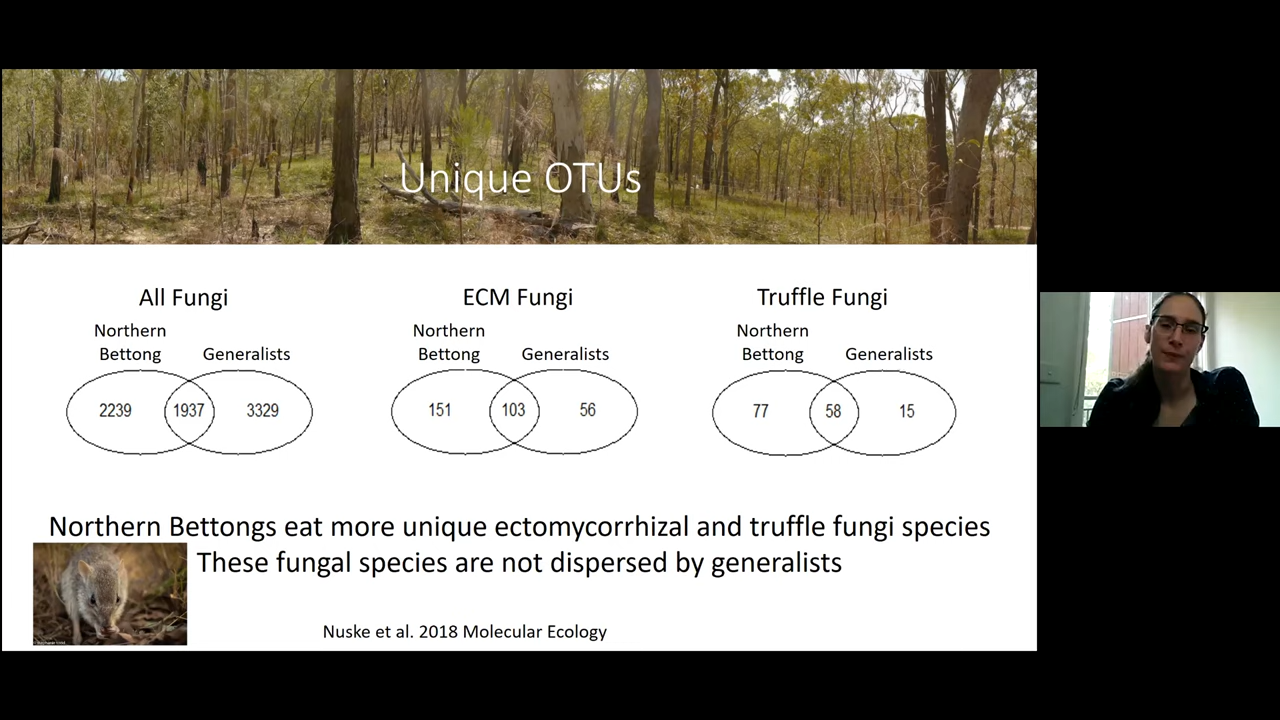 Unique OTUs
All Fungi
Northern
Bettong
Generalists
2239
1937
3329
ECM Fungi
Northern
Bettong
Generalists
151
103
56
Truffle Fungi
Northern
Bettong
Generalists
77
58
15
Northern Bettongs eat more unique ectomycorrhizal and truffle fungi species
These fungal species are not dispersed by generalists
Nuske et al. 2018 Molecular Ecology